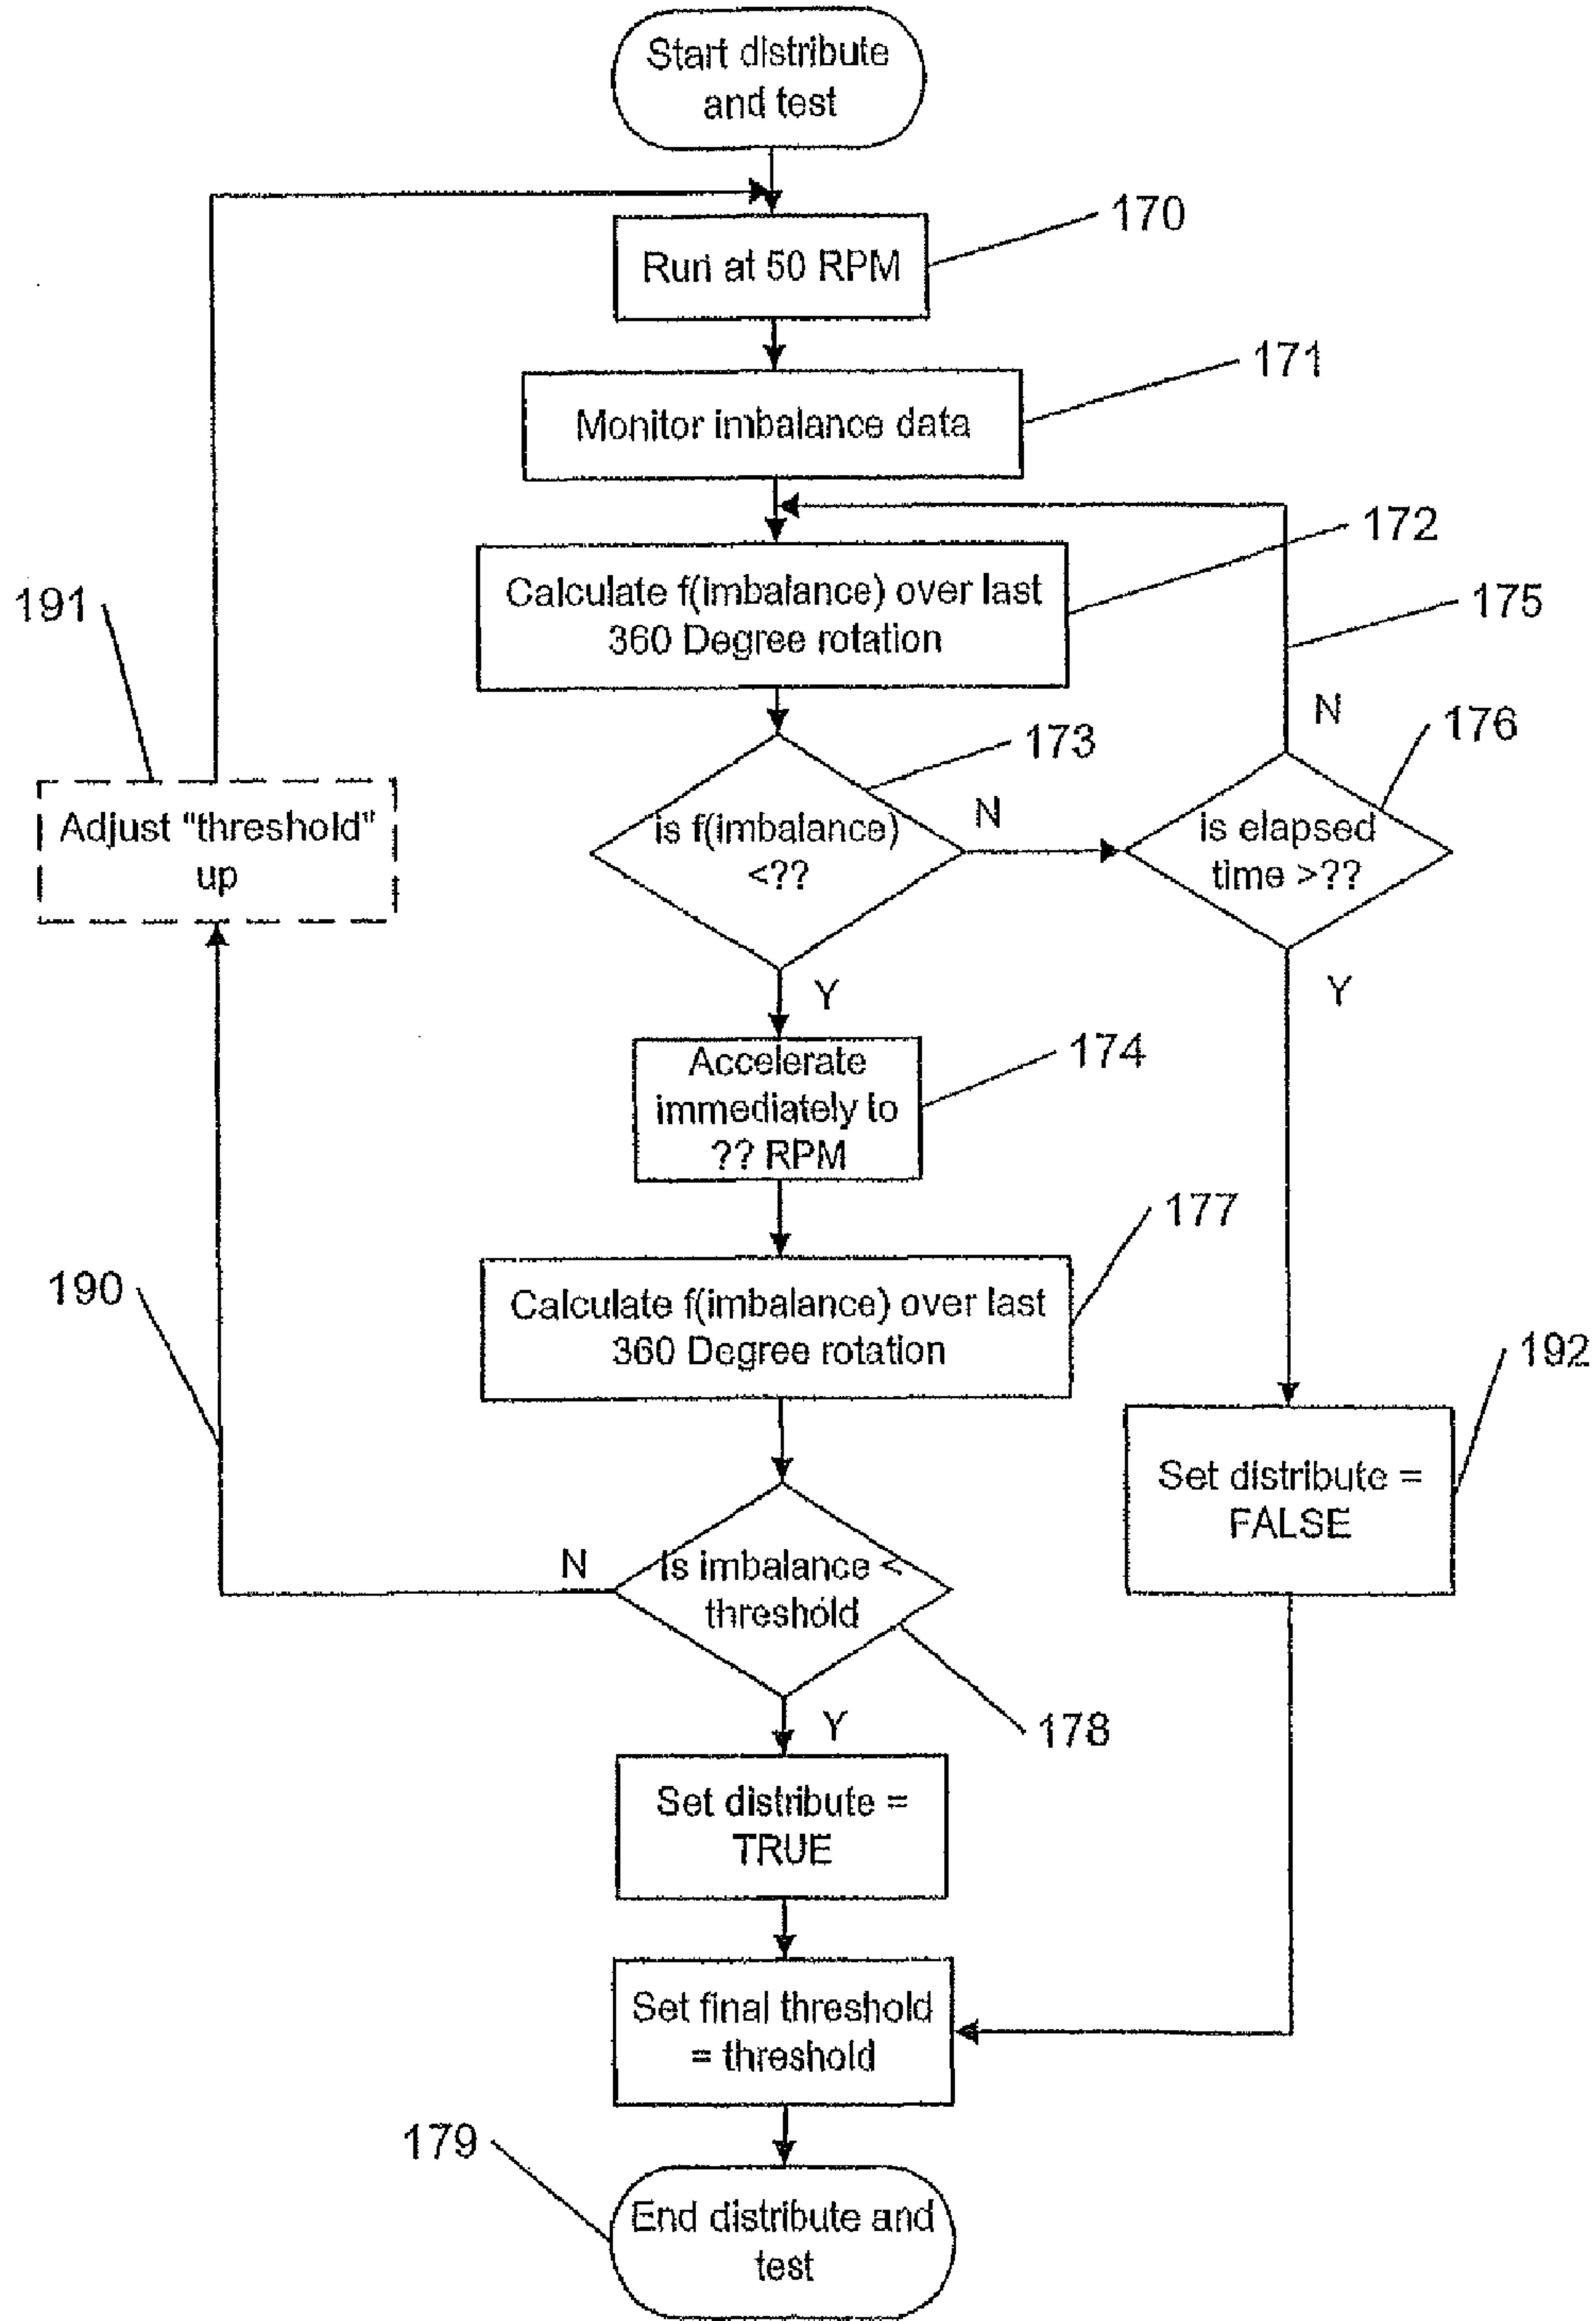 Start distribute
and test
170
Run at 50 RPM
171
Monitor imbalance data
172
Calculate f(imbalance) over last
360 Degree rotation
175
191
N
176
173
Is f(imbalance)
<??
N
Is elapsed
time >??
Adjust "threshold"
up
Y
Y
174
Accelerate
immediately to
?? RPM
177
Calculate f(imbalance) over last
360 Degree rotation
190
192
Set distribute =
FALSE
N
Is imbalance <
threshold
178
Y
Set distribute =
TRUE
Set final threshold
= threshold
179
End distribute and
test